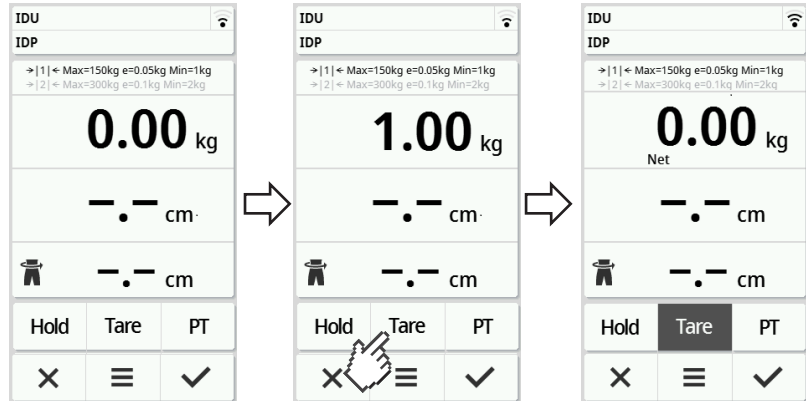 IDU
IDP
→|1|← Max=150kg e=0.05kg Min=1kg
→|2|← Max=300kg e=0.1kg Min=2kg
0.00 kg
-.- cm
-.- cm
Hold Tare PT
IDU
IDP
→|1|← Max=150kg e=0.05kg Min=1kg
→|2|← Max=300kg e=0.1kg Min=2kg
1.00 kg
-.- cm
-.- cm
Hold Tare PT
IDU
IDP
→|1|← Max=150kg e=0.05kg Min=1kg
→|2|← Max=300kg e=0.1kg Min=2kg
0.00 kg
Net
-.- cm
-.- cm
Hold Tare PT